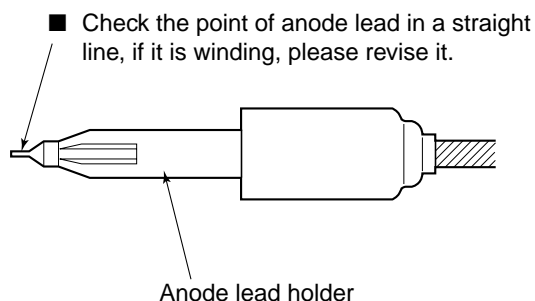 ■ Check the point of anode lead in a straight
line, if it is winding, please revise it.
Anode lead holder